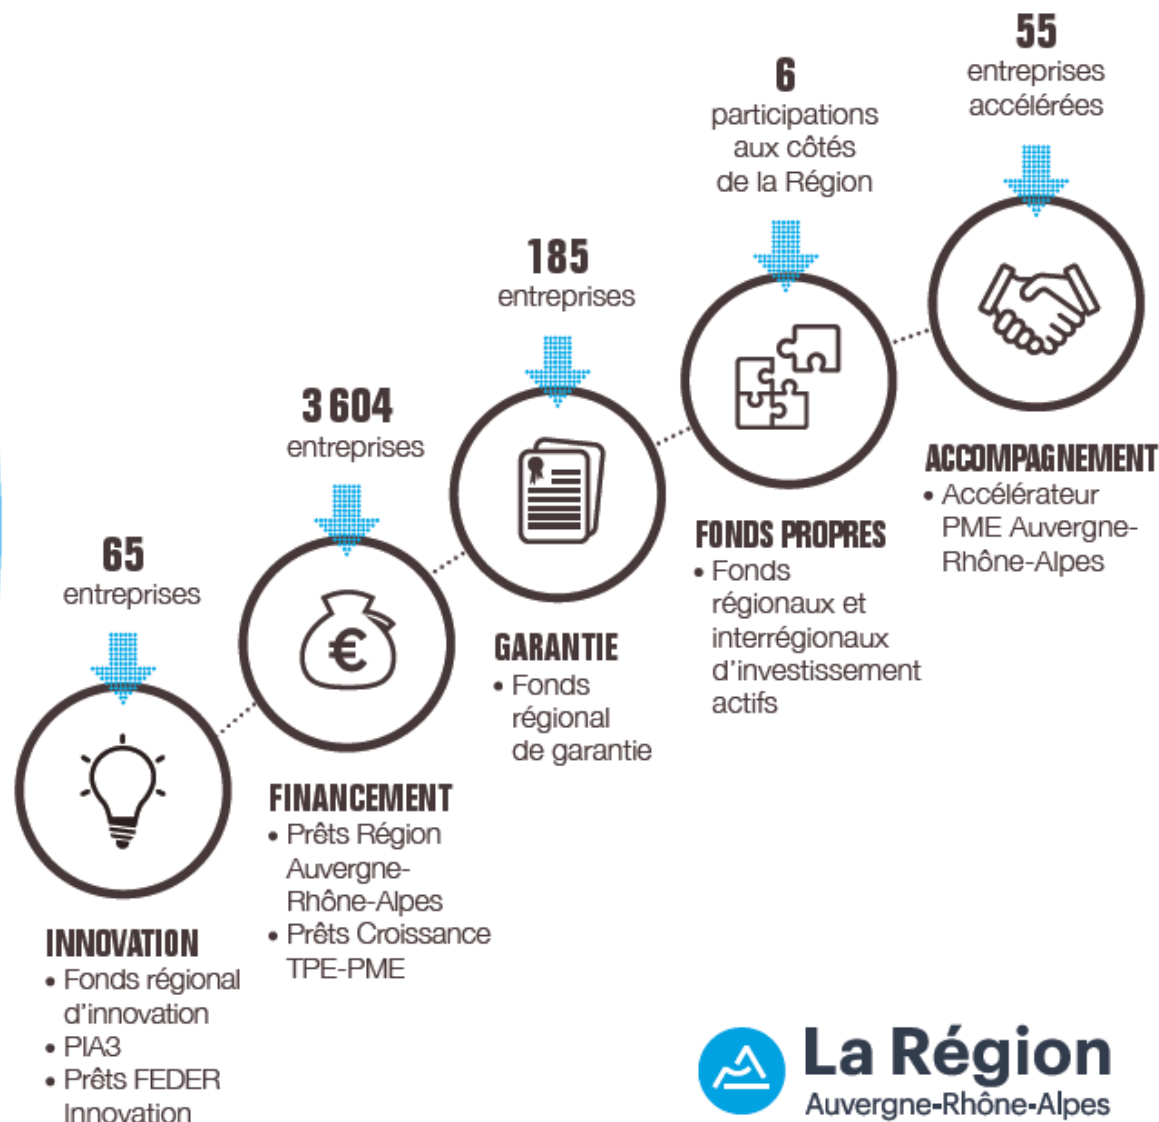 65
entreprises
INNOVATION
• Fonds régional
d'innovation
• PIA3
• Prêts FEDER
Innovation
3 604
entreprises
€
FINANCEMENT
• Prêts Région
Auvergne-
Rhône-Alpes
• Prêts Croissance
TPE-PME
185
entreprises
GARANTIE
• Fonds
régional
de garantie
6
participations
aux côtés
de la Région
FONDS PROPRES
• Fonds
régionaux et
interrégionaux
d'investissement
actifs
55
entreprises
accélérées
ACCOMPAGNEMENT
• Accélérateur
PME Auvergne-
Rhône-Alpes
La Région
Auvergne-Rhône-Alpes